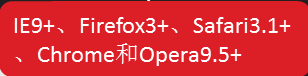 IE9+、Firefox3+、Safari3.1+
、Chrome和Opera9.5+